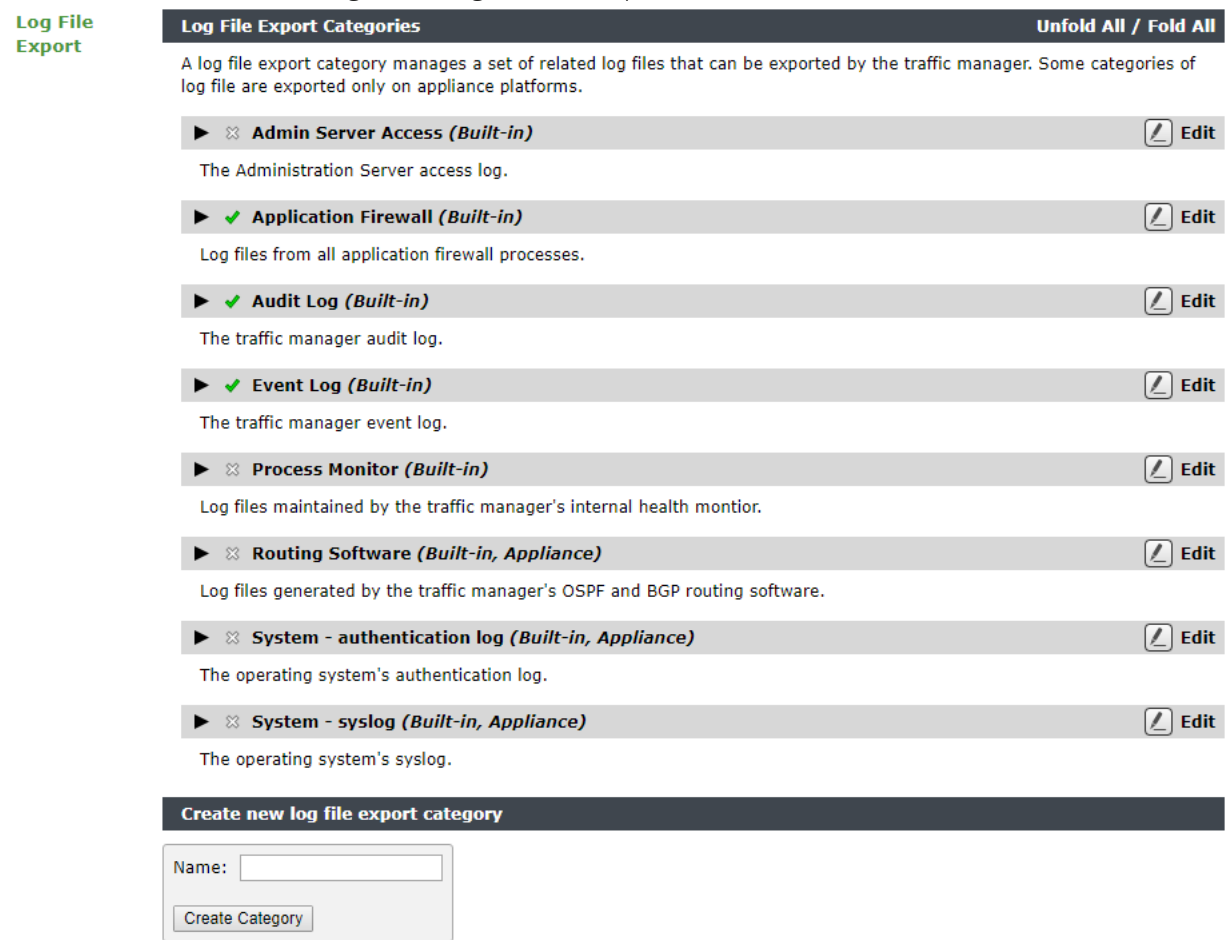 Log File
Export
Log File Export Categories Unfold All / Fold All
A log file export category manages a set of related log files that can be exported by the traffic manager. Some categories of
log file are exported only on appliance platforms.
Admin Server Access (Built-in) Edit
The Administration Server access log.
Application Firewall (Built-in) Edit
Log files from all application firewall processes.
Audit Log (Built-in) Edit
The traffic manager audit log.
Event Log (Built-in) Edit
The traffic manager event log.
Process Monitor (Built-in) Edit
Log files maintained by the traffic manager's internal health montior.
Routing Software (Built-in, Appliance) Edit
Log files generated by the traffic manager's OSPF and BGP routing software.
System - authentication log (Built-in, Appliance) Edit
The operating system's authentication log.
System - syslog (Built-in, Appliance) Edit
The operating system's syslog.
Create new log file export category
Name:
Create Category